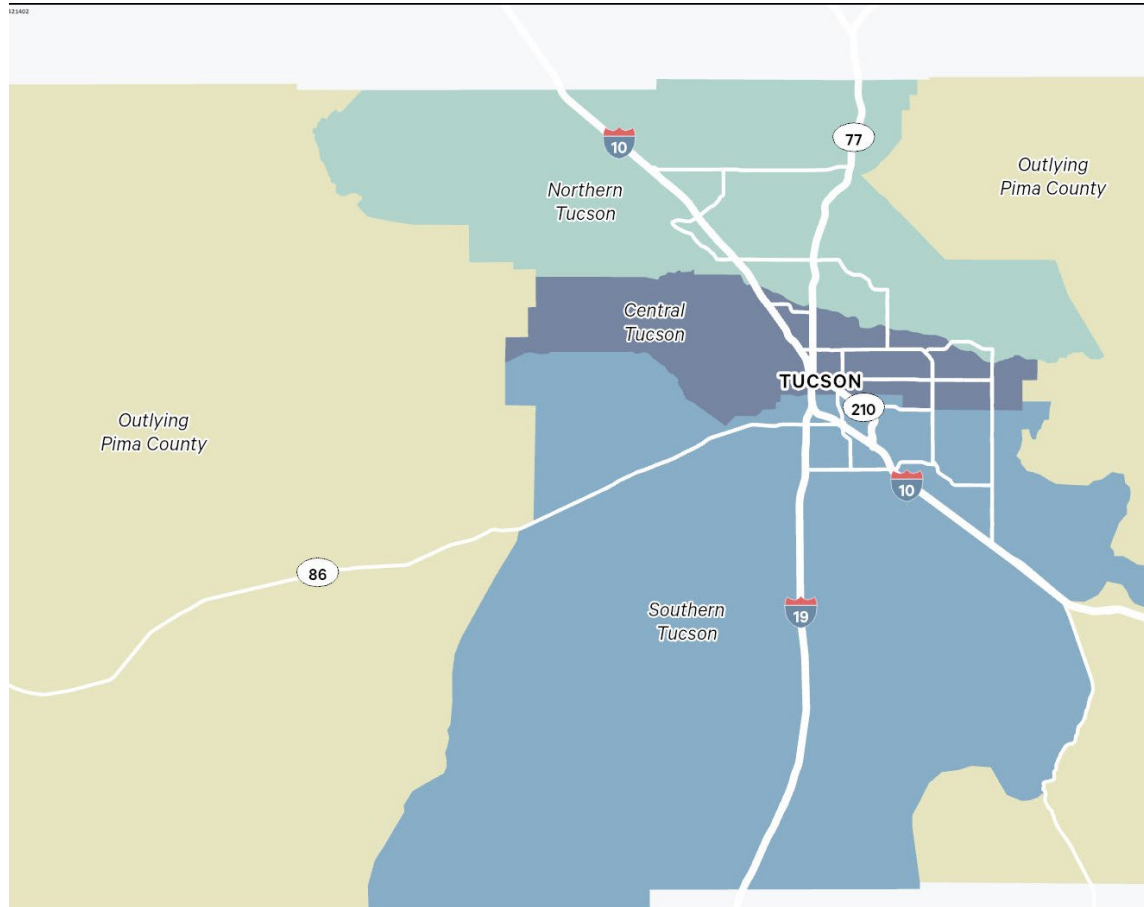 421402
10
77
Outlying
Pima County
Northern
Tucson
Central
Tucson
TUCSON
210
Outlying
Pima County
10
86
Southern
Tucson
19